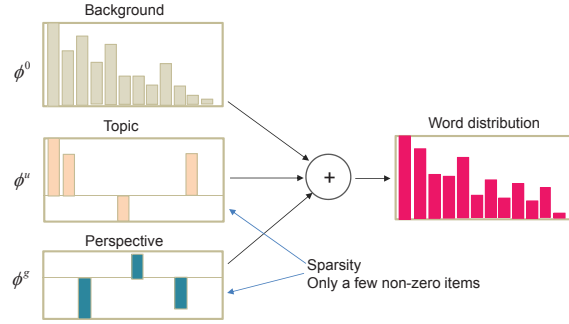 Background
ϕ⁰
Topic
ϕᵘ
Perspective
ϕᵍ
+
Word distribution
Sparsity
Only a few non-zero items